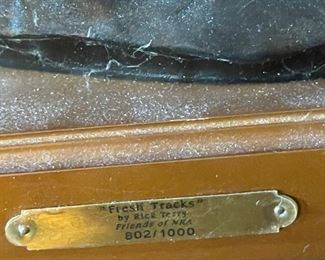 "Fresh Tracks"
by Rick Terry
Friends of NRA
802/1000